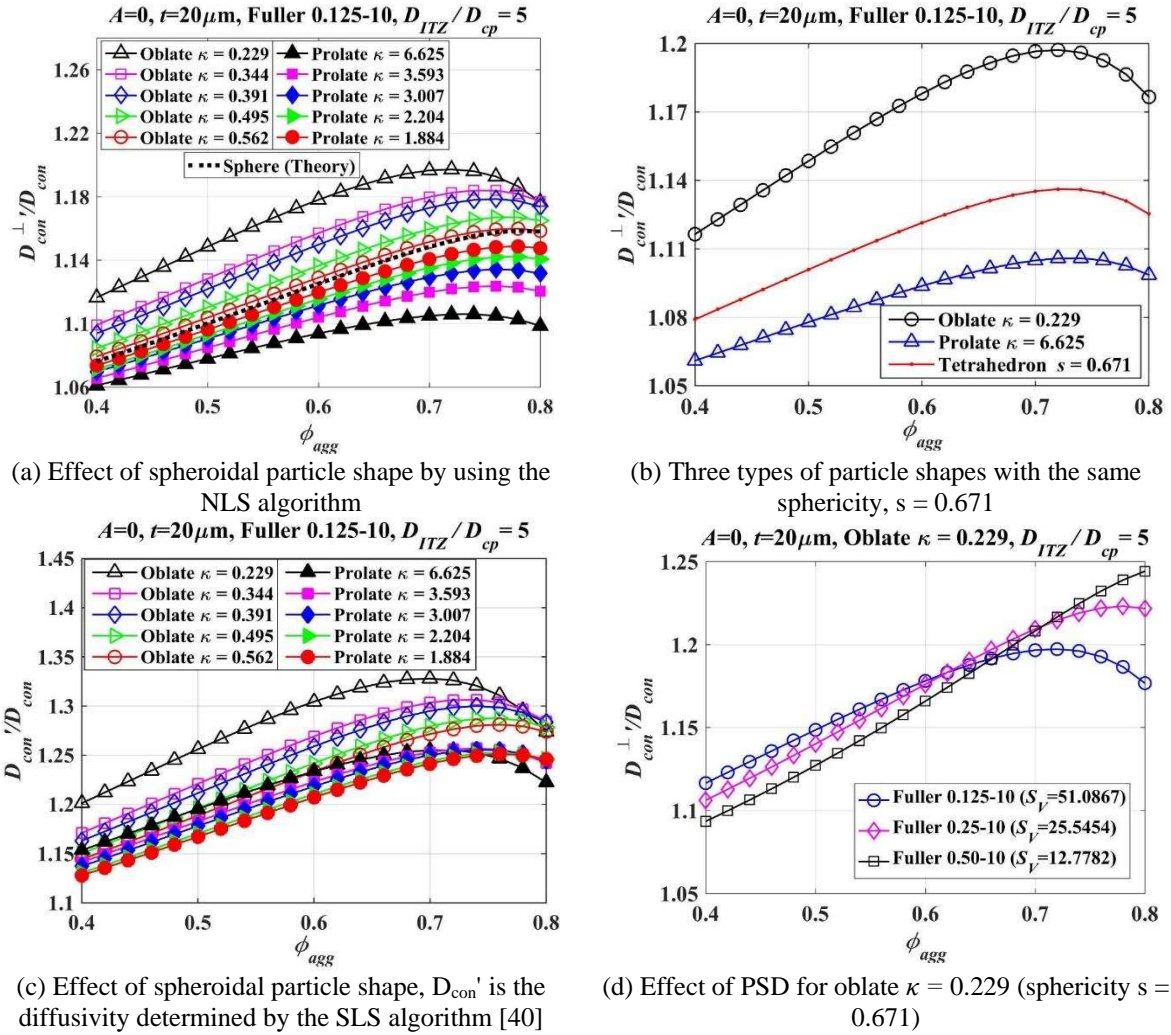 A=0, t=20μm, Fuller 0.125-10, D_ITZ / D_cp = 5
Oblate κ = 0.229
Oblate κ = 0.344
Oblate κ = 0.391
Oblate κ = 0.495
Oblate κ = 0.562
Prolate κ = 6.625
Prolate κ = 3.593
Prolate κ = 3.007
Prolate κ = 2.204
Prolate κ = 1.884
Sphere (Theory)
1.26
1.22
1.18
1.14
1.1
1.06
D_con^⊥'/D_con
0.4 0.5 0.6 0.7 0.8
ϕ_agg
(a) Effect of spheroidal particle shape by using the
NLS algorithm
A=0, t=20μm, Fuller 0.125-10, D_ITZ / D_cp = 5
1.2
1.17
1.14
1.11
1.08
1.05
D_con^⊥'/D_con
Oblate κ = 0.229
Prolate κ = 6.625
Tetrahedron s = 0.671
0.4 0.5 0.6 0.7 0.8
ϕ_agg
(b) Three types of particle shapes with the same
sphericity, s = 0.671
A=0, t=20μm, Fuller 0.125-10, D_ITZ / D_cp = 5
1.45
1.4
1.35
1.3
1.25
1.2
1.15
1.1
D_con'/D_con
Oblate κ = 0.229
Oblate κ = 0.344
Oblate κ = 0.391
Oblate κ = 0.495
Oblate κ = 0.562
Prolate κ = 6.625
Prolate κ = 3.593
Prolate κ = 3.007
Prolate κ = 2.204
Prolate κ = 1.884
0.4 0.5 0.6 0.7 0.8
ϕ_agg
(c) Effect of spheroidal particle shape, D_con' is the
diffusivity determined by the SLS algorithm [40]
A=0, t=20μm, Oblate κ = 0.229, D_ITZ / D_cp = 5
1.25
1.2
1.15
1.1
1.05
D_con^⊥'/D_con
Fuller 0.125-10 (S_V=51.0867)
Fuller 0.25-10 (S_V=25.5454)
Fuller 0.50-10 (S_V=12.7782)
0.4 0.5 0.6 0.7 0.8
ϕ_agg
(d) Effect of PSD for oblate κ = 0.229 (sphericity s =
0.671)